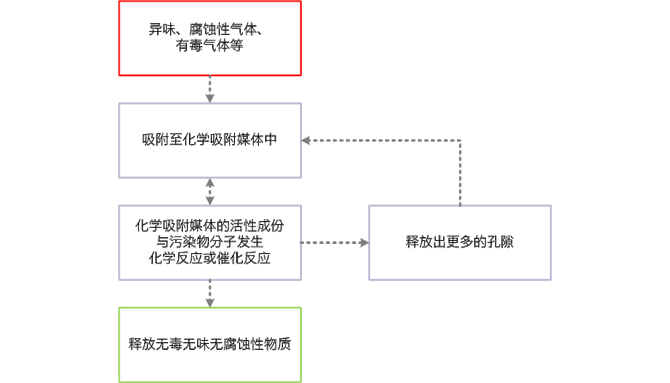 异味、腐蚀性气体、
有毒气体等
吸附至化学吸附媒体中
化学吸附媒体的活性成份
与污染物分子发生
化学反应或催化反应
释放出更多的孔隙
释放无毒无味无腐蚀性物质